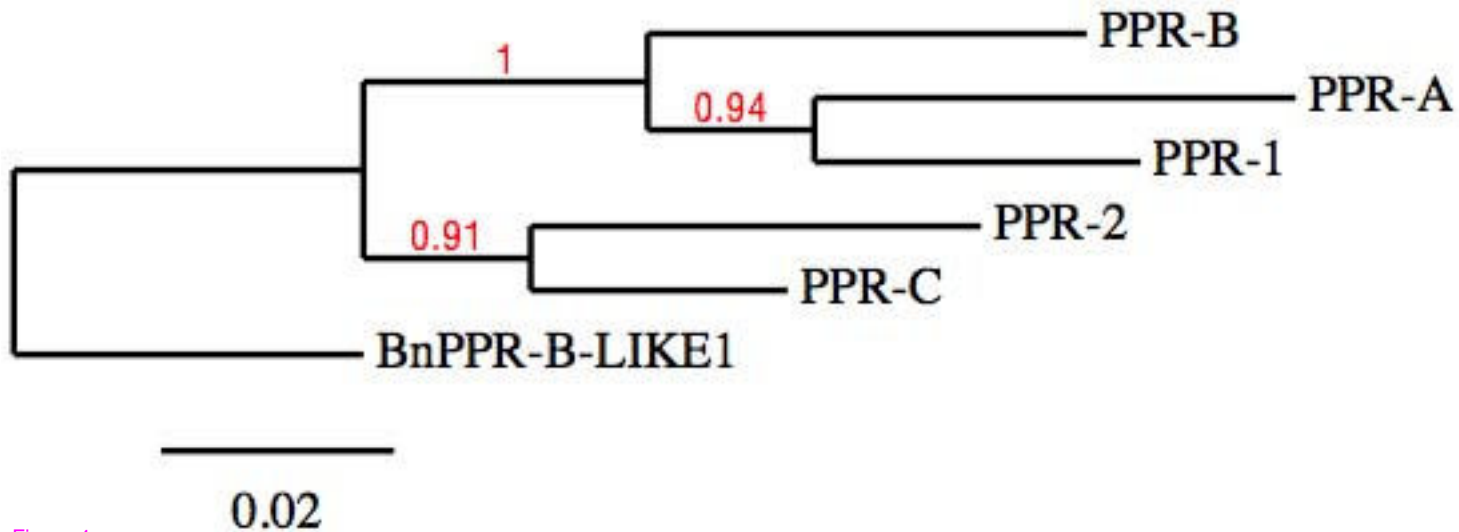 PPR-B
1
PPR-A
0.94
PPR-1
PPR-2
0.91
PPR-C
BnPPR-B-LIKE1
0.02